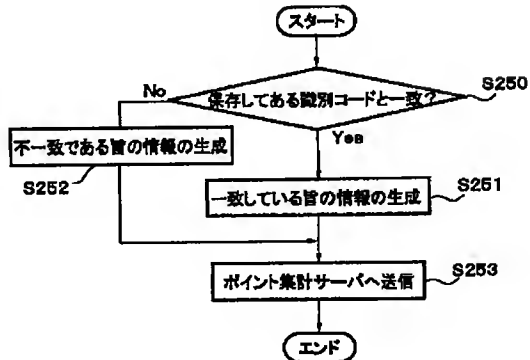 スタート
保存してある識別コードと一致?
S250
No
Yes
不一致である旨の情報の生成
S252
一致している旨の情報の生成
S251
ポイント集計サーバへ送信
S253
エンド